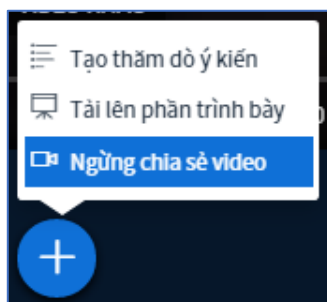 Tạo thăm dò ý kiến
Tải lên phần trình bày
Ngừng chia sẻ video